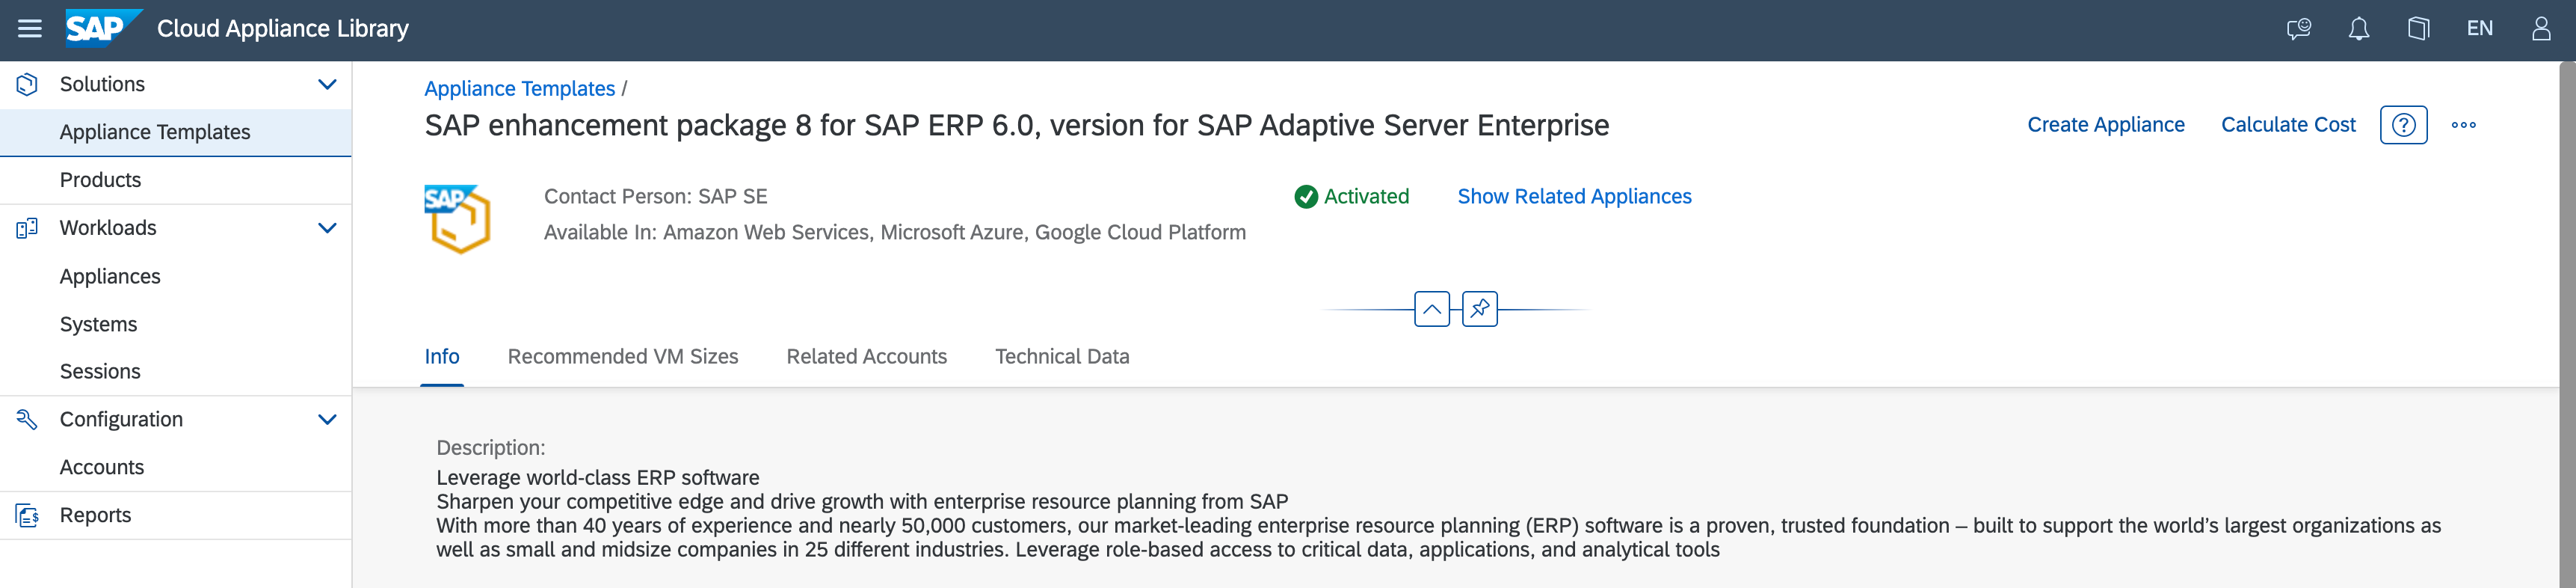 SAP Cloud Appliance Library EN
Solutions
Appliance Templates
Products
Workloads
Appliances
Systems
Sessions
Configuration
Accounts
Reports
Appliance Templates /
SAP enhancement package 8 for SAP ERP 6.0, version for SAP Adaptive Server Enterprise
Create Appliance Calculate Cost ?
SAP
Contact Person: SAP SE
Available In: Amazon Web Services, Microsoft Azure, Google Cloud Platform
Activated Show Related Appliances
Info Recommended VM Sizes Related Accounts Technical Data
Description:
Leverage world-class ERP software
Sharpen your competitive edge and drive growth with enterprise resource planning from SAP
With more than 40 years of experience and nearly 50,000 customers, our market-leading enterprise resource planning (ERP) software is a proven, trusted foundation – built to support the world’s largest organizations as
well as small and midsize companies in 25 different industries. Leverage role-based access to critical data, applications, and analytical tools